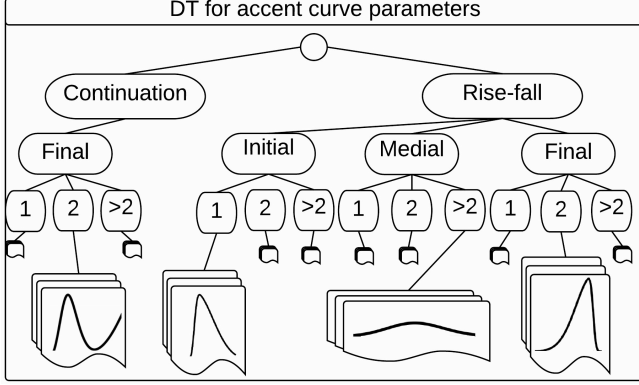 DT for accent curve parameters
Continuation Rise-fall
Final Initial Medial Final
1 2 >2 1 2 >2 1 2 >2 1 2 >2